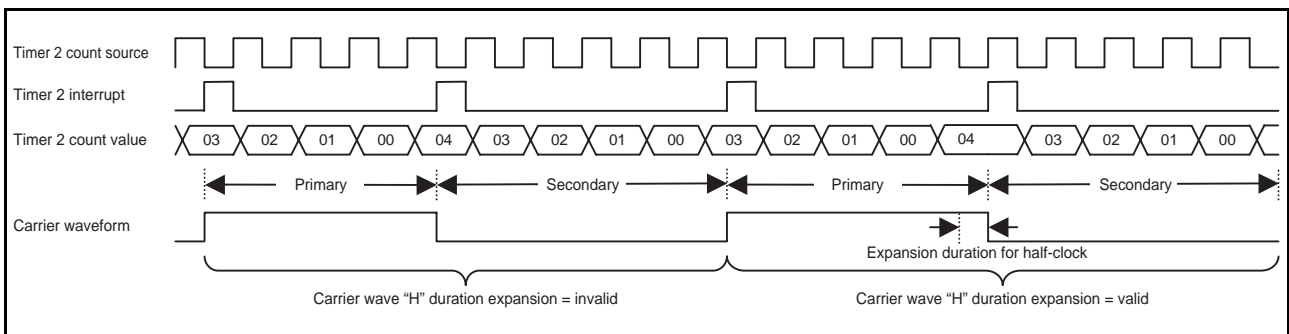 Timer 2 count source
Timer 2 interrupt
Timer 2 count value
03 02 01 00 04 03 02 01 00 03 02 01 00 04 03 02 01 00
Primary Secondary Primary Secondary
Carrier waveform
Expansion duration for half-clock
Carrier wave “H” duration expansion = invalid
Carrier wave “H” duration expansion = valid